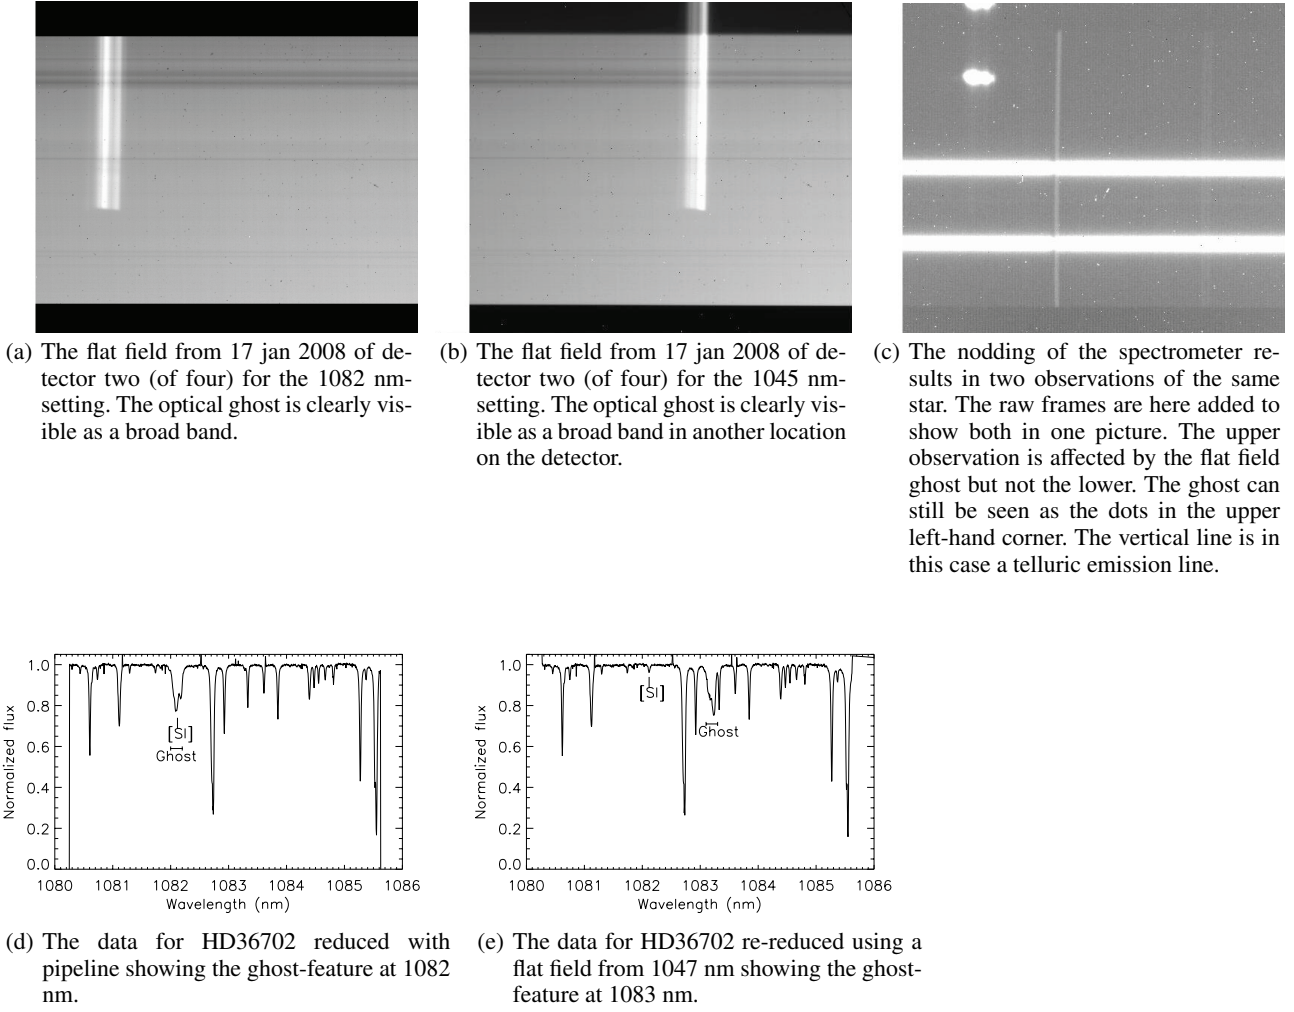 (a) The flat field from 17 jan 2008 of de-
tector two (of four) for the 1082 nm-
setting. The optical ghost is clearly vis-
ible as a broad band.
(b) The flat field from 17 jan 2008 of de-
tector two (of four) for the 1045 nm-
setting. The optical ghost is clearly vis-
ible as a broad band in another location
on the detector.
(c) The nodding of the spectrometer re-
sults in two observations of the same
star. The raw frames are here added to
show both in one picture. The upper
observation is affected by the flat field
ghost but not the lower. The ghost can
still be seen as the dots in the upper
left-hand corner. The vertical line is in
this case a telluric emission line.
Normalized flux
1.0
0.8
0.6
0.4
0.2
0.0
[SI]
Ghost
1080 1081 1082 1083 1084 1085 1086
Wavelength (nm)
(d) The data for HD36702 reduced with
pipeline showing the ghost-feature at 1082
nm.
Normalized flux
1.0
0.8
0.6
0.4
0.2
0.0
[SI]
Ghost
1080 1081 1082 1083 1084 1085 1086
Wavelength (nm)
(e) The data for HD36702 re-reduced using a
flat field from 1047 nm showing the ghost-
feature at 1083 nm.